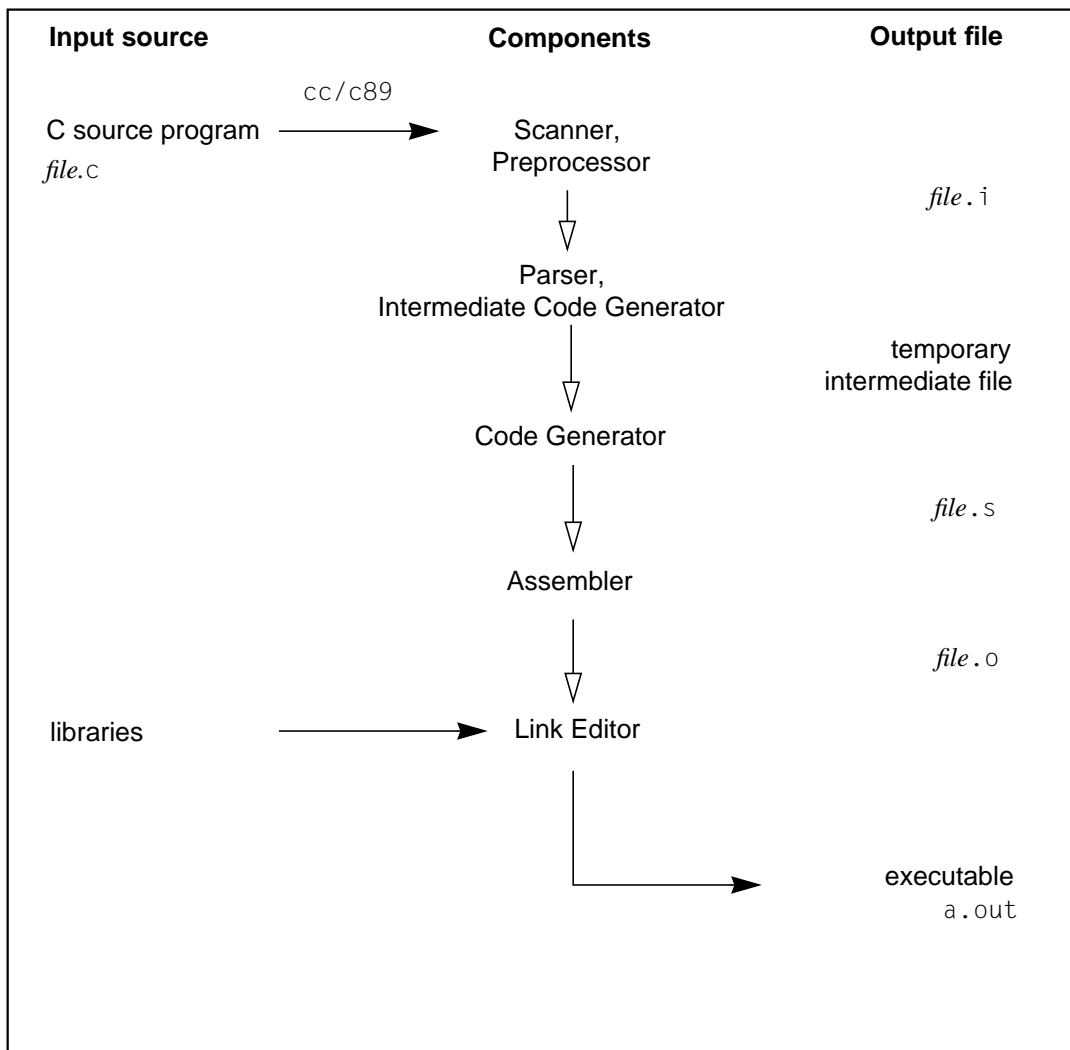 Input source
Components
Output file
cc/c89
C source program
file.c
Scanner,
Preprocessor
file.i
Parser,
Intermediate Code Generator
temporary
intermediate file
Code Generator
file.s
Assembler
file.o
libraries
Link Editor
executable
a.out